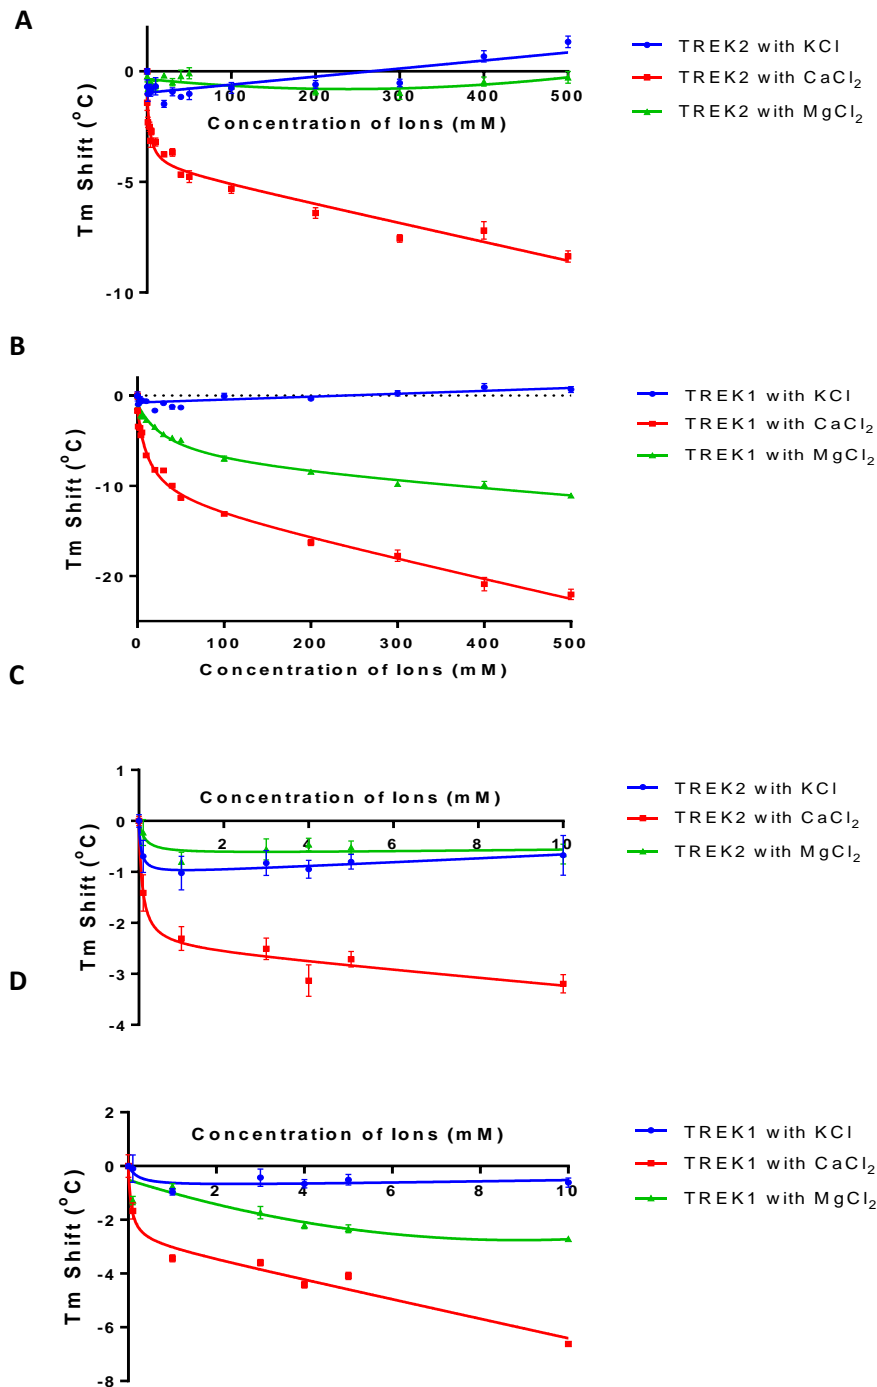 A
TREK2 with KCl
TREK2 with CaCl₂
TREK2 with MgCl₂
0
-5
-10
100
200
300
400
500
Concentration of Ions (mM)
Tm Shift (°C)
B
TREK1 with KCl
TREK1 with CaCl₂
TREK1 with MgCl₂
0
-10
-20
0
100
200
300
400
500
Concentration of Ions (mM)
Tm Shift (°C)
C
TREK2 with KCl
TREK2 with CaCl₂
TREK2 with MgCl₂
1
0
-1
-2
-3
-4
Concentration of Ions (mM)
2
4
6
8
10
Tm Shift (°C)
D
TREK1 with KCl
TREK1 with CaCl₂
TREK1 with MgCl₂
2
0
-2
-4
-6
-8
Concentration of Ions (mM)
2
4
6
8
10
Tm Shift (°C)